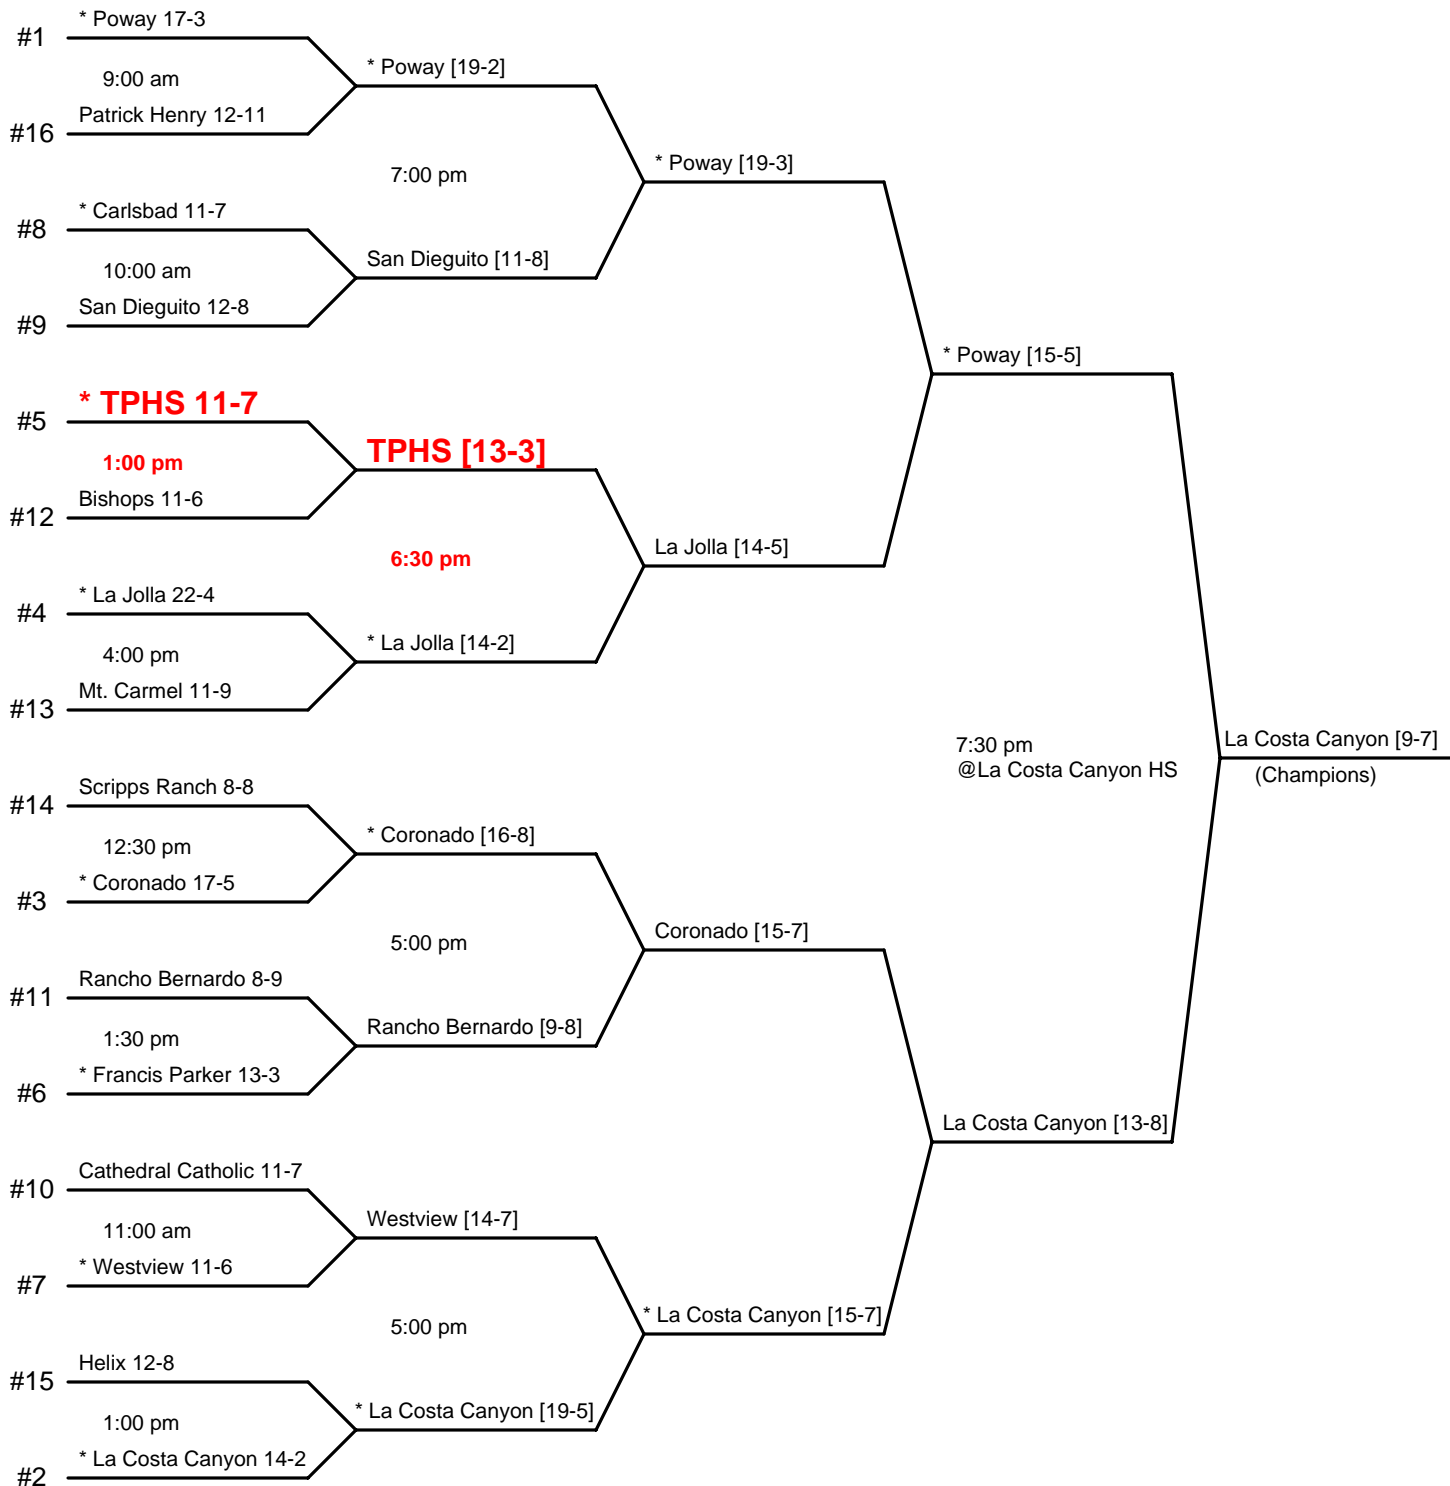 * Poway 17-3
#1
9:00 am
Patrick Henry 12-11
#16
* Carlsbad 11-7
#8
10:00 am
San Dieguito 12-8
#9
* TPHS 11-7
#5
1:00 pm
Bishops 11-6
#12
* La Jolla 22-4
#4
4:00 pm
Mt. Carmel 11-9
#13
Scripps Ranch 8-8
#14
12:30 pm
* Coronado 17-5
#3
Rancho Bernardo 8-9
#11
1:30 pm
* Francis Parker 13-3
#6
Cathedral Catholic 11-7
#10
11:00 am
* Westview 11-6
#7
Helix 12-8
#15
1:00 pm
* La Costa Canyon 14-2
#2
* Poway [19-2]
7:00 pm
San Dieguito [11-8]
TPHS [13-3]
6:30 pm
* La Jolla [14-2]
* Coronado [16-8]
5:00 pm
Rancho Bernardo [9-8]
Westview [14-7]
5:00 pm
* La Costa Canyon [19-5]
* Poway [19-3]
La Jolla [14-5]
Coronado [15-7]
* La Costa Canyon [15-7]
* Poway [15-5]
7:30 pm
@La Costa Canyon HS
La Costa Canyon [13-8]
La Costa Canyon [9-7]
(Champions)